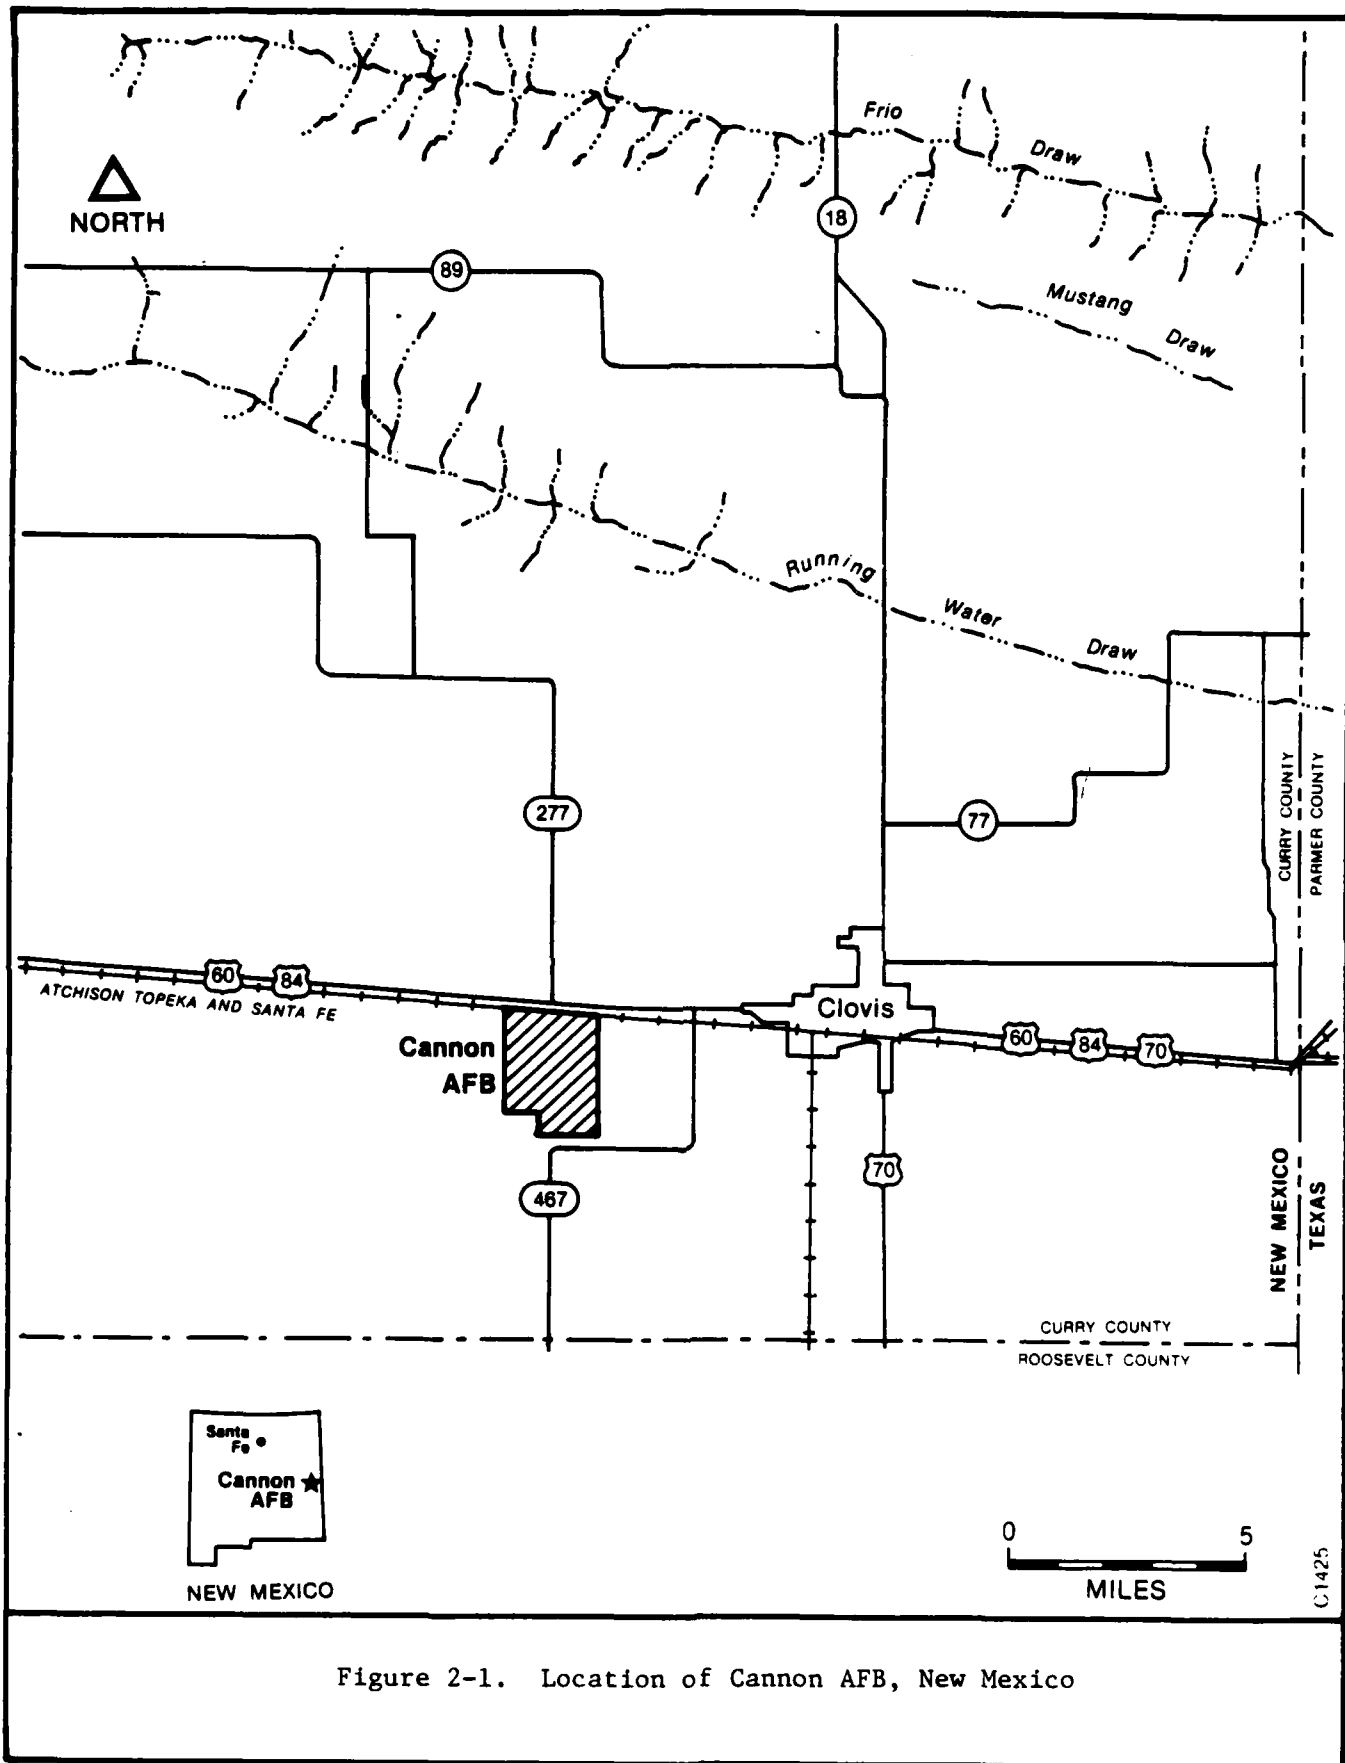 Frio
Draw
NORTH
18
89
Mustang
Draw
Running
Water
Draw
277
77
CURRY COUNTY
PARMER COUNTY
60
84
ATCHISON TOPEKA AND SANTA FE
Clovis
Cannon
AFB
60
84
70
70
467
NEW MEXICO
TEXAS
CURRY COUNTY
ROOSEVELT COUNTY
Santa
Fe
Cannon
AFB
NEW MEXICO
0
5
MILES
C1425
Figure 2-1. Location of Cannon AFB, New Mexico